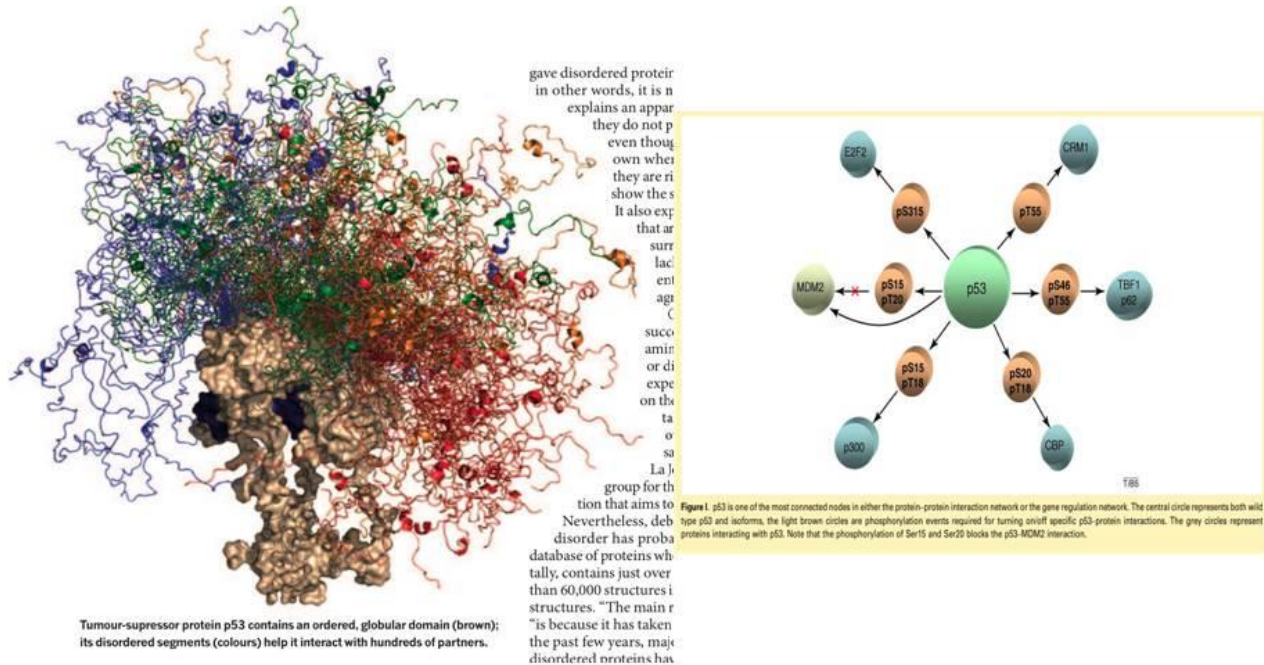 gave disordered protein
in other words, it is n
explains an appar
they do not p
even thoug
own when
they are ri
show the s
It also exp
that ar
surr
lack
ent
agr
C
succe
amin
or di
expe
on the
ta
o
sa
La Jo
group for th
tion that aims to
Nevertheless, deb
disorder has proba
database of proteins wh
tally, contains just over
than 60,000 structures i
structures. “The main r
“is because it has taken
the past few years, majo
disordered proteins hav
Tumour-supressor protein p53 contains an ordered, globular domain (brown);
its disordered segments (colours) help it interact with hundreds of partners.
E2F2
CRM1
pS315
pT55
MDM2
pS15
pT20
p53
pS46
pT55
TBF1
p62
pS15
pT18
pS20
pT18
p300
CBP
Figure I. p53 is one of the most connected nodes in either the protein–protein interaction network or the gene regulation network. The central circle represents both wild
type p53 and isoforms, the light brown circles are phosphorylation events required for turning on/off specific p53–protein interactions. The grey circles represent
proteins interacting with p53. Note that the phosphorylation of Ser15 and Ser20 blocks the p53–MDM2 interaction.